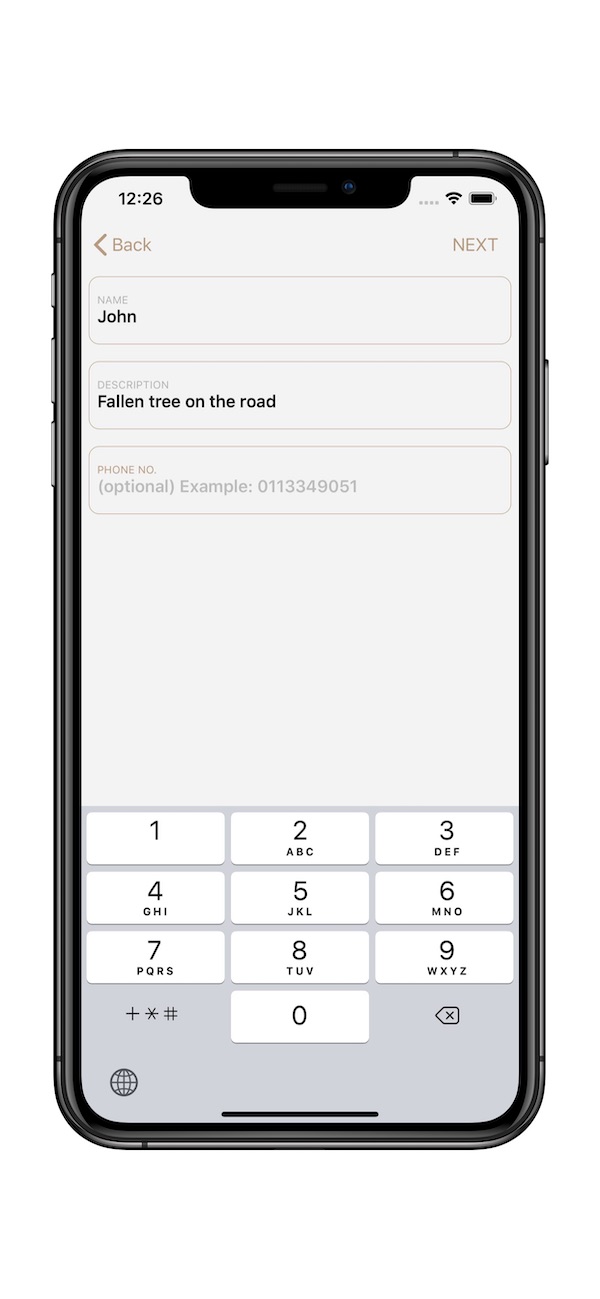 12:26
Back
NEXT
NAME
John
DESCRIPTION
Fallen tree on the road
PHONE NO.
(optional) Example: 0113349051
1
2
ABC
3
DEF
4
GHI
5
JKL
6
MNO
7
PQRS
8
TUV
9
WXYZ
+*#
0